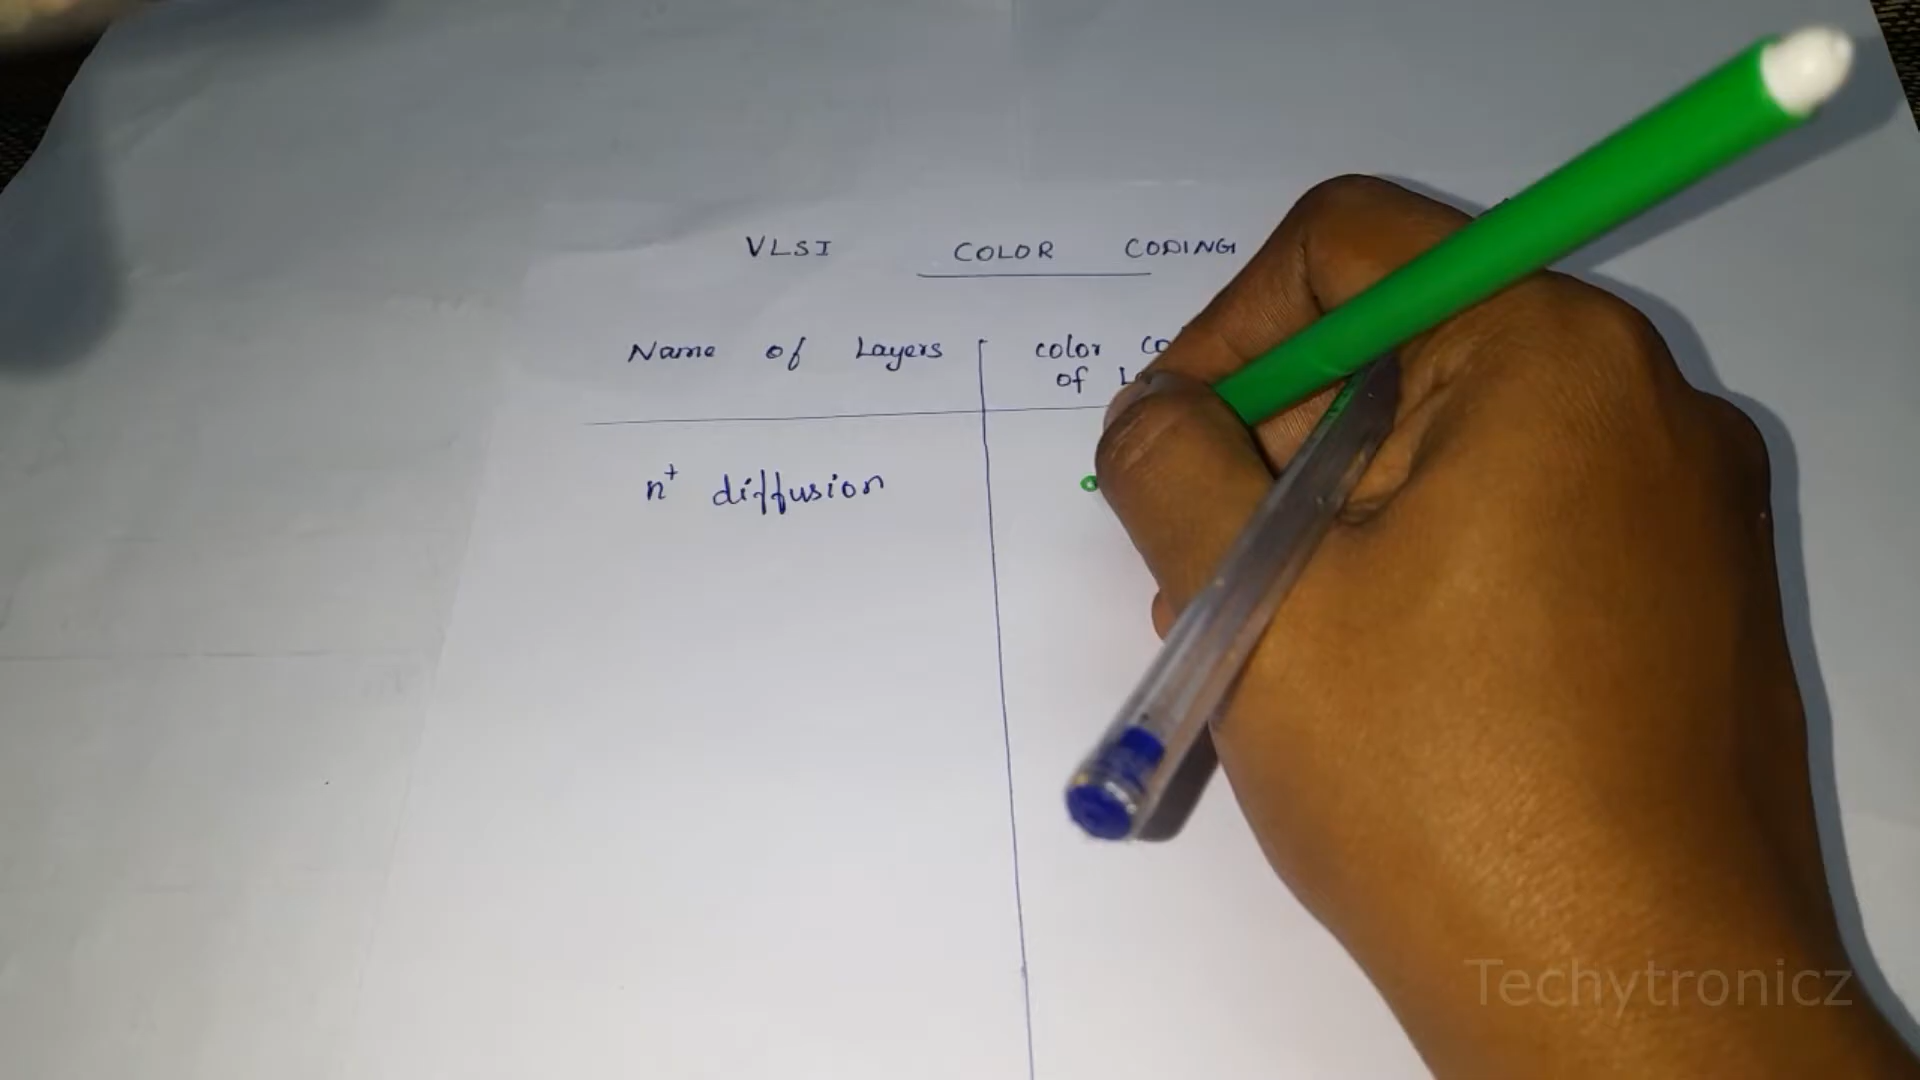 VLSI COLOR CODING
Name of Layers
color
of
n⁺ diffusion
Techytronicz